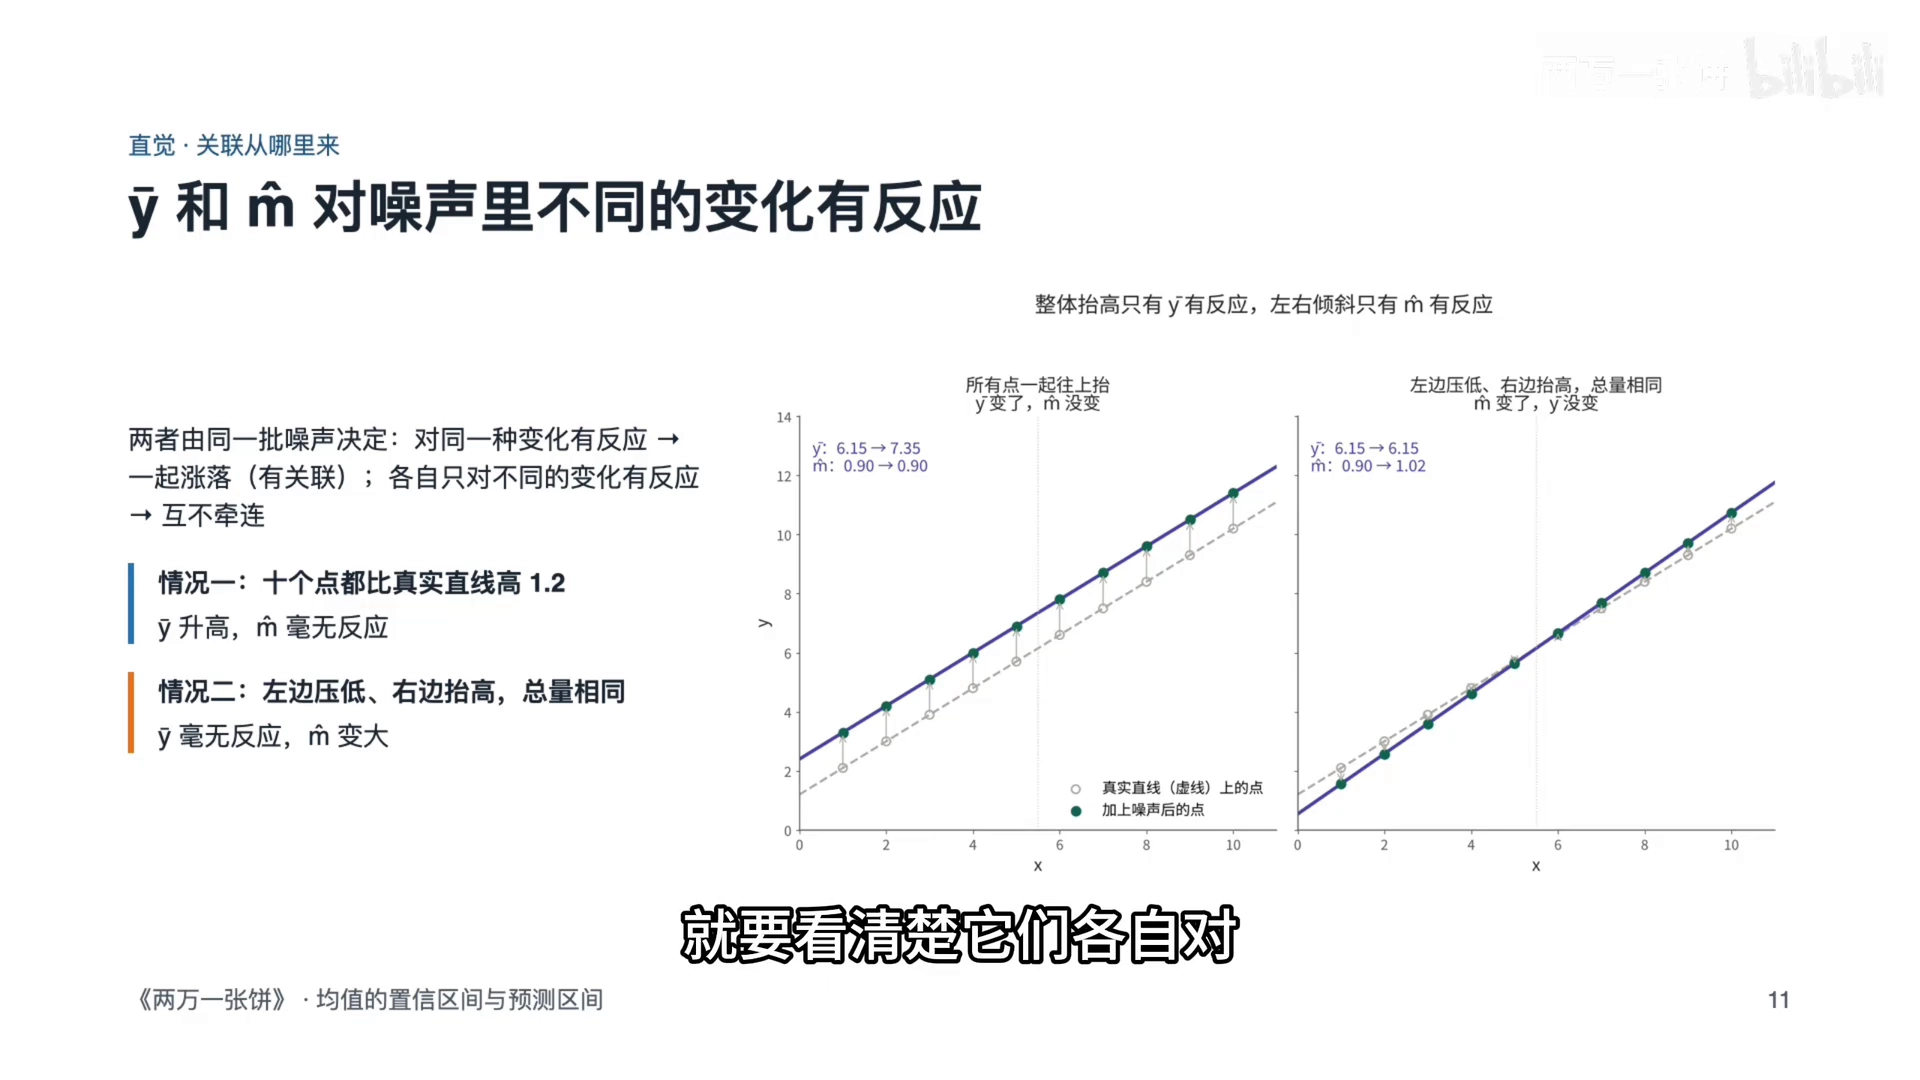 两万一张饼 bilibili
直觉 · 关联从哪里来
ȳ 和 m̂ 对噪声里不同的变化有反应
整体抬高只有 ȳ 有反应，左右倾斜只有 m̂ 有反应
两者由同一批噪声决定：对同一种变化有反应 →
一起涨落（有关联）；各自只对不同的变化有反应
→ 互不牵连
情况一：十个点都比真实直线高 1.2
ȳ 升高，m̂ 毫无反应
情况二：左边压低、右边抬高，总量相同
ȳ 毫无反应，m̂ 变大
所有点一起往上抬
ȳ 变了，m̂ 没变
ȳ：6.15 → 7.35
m̂：0.90 → 0.90
14
12
10
8
6
4
2
0
y
真实直线（虚线）上的点
加上噪声后的点
0 2 4 6 8 10
x
左边压低、右边抬高，总量相同
m̂ 变了，ȳ 没变
ȳ：6.15 → 6.15
m̂：0.90 → 1.02
0 2 4 6 8 10
x
就要看清楚它们各自对
《两万一张饼》 · 均值的置信区间与预测区间
11